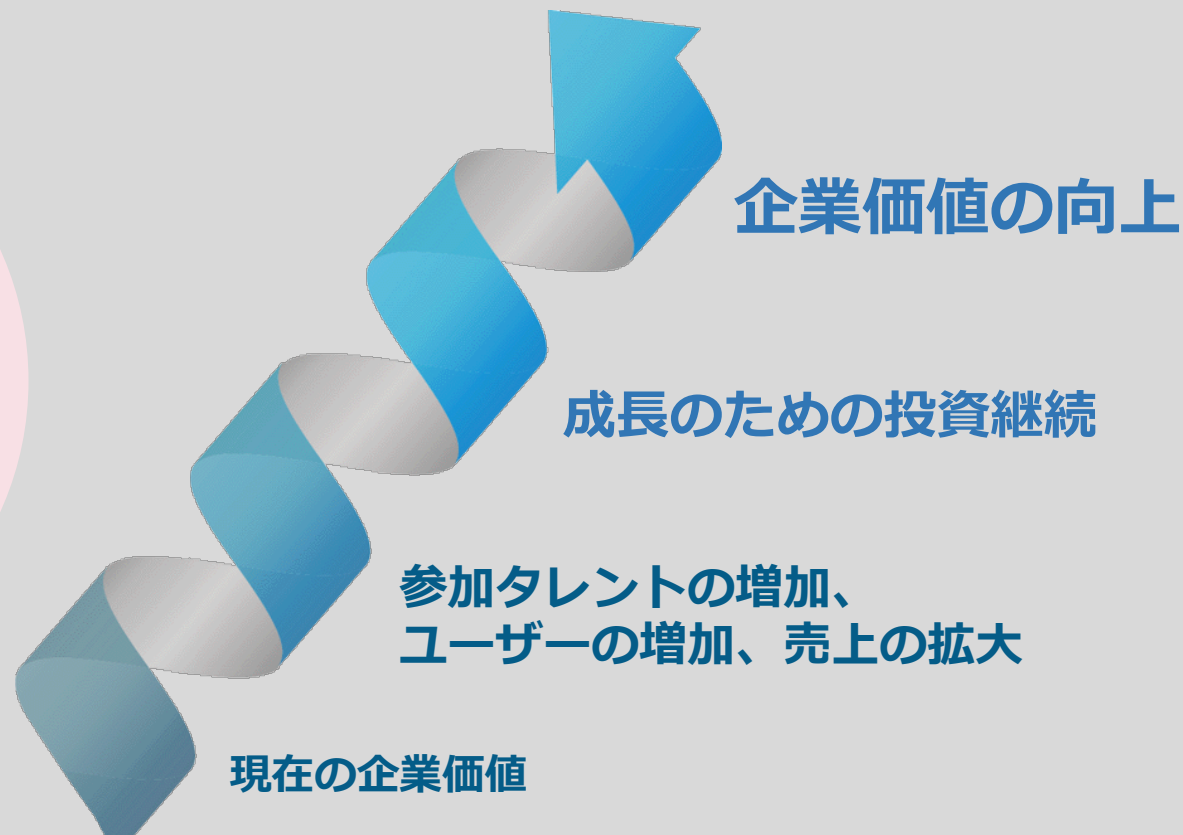 企業価値の向上
成長のための投資継続
参加タレントの増加、
ユーザーの増加、売上の拡大
現在の企業価値